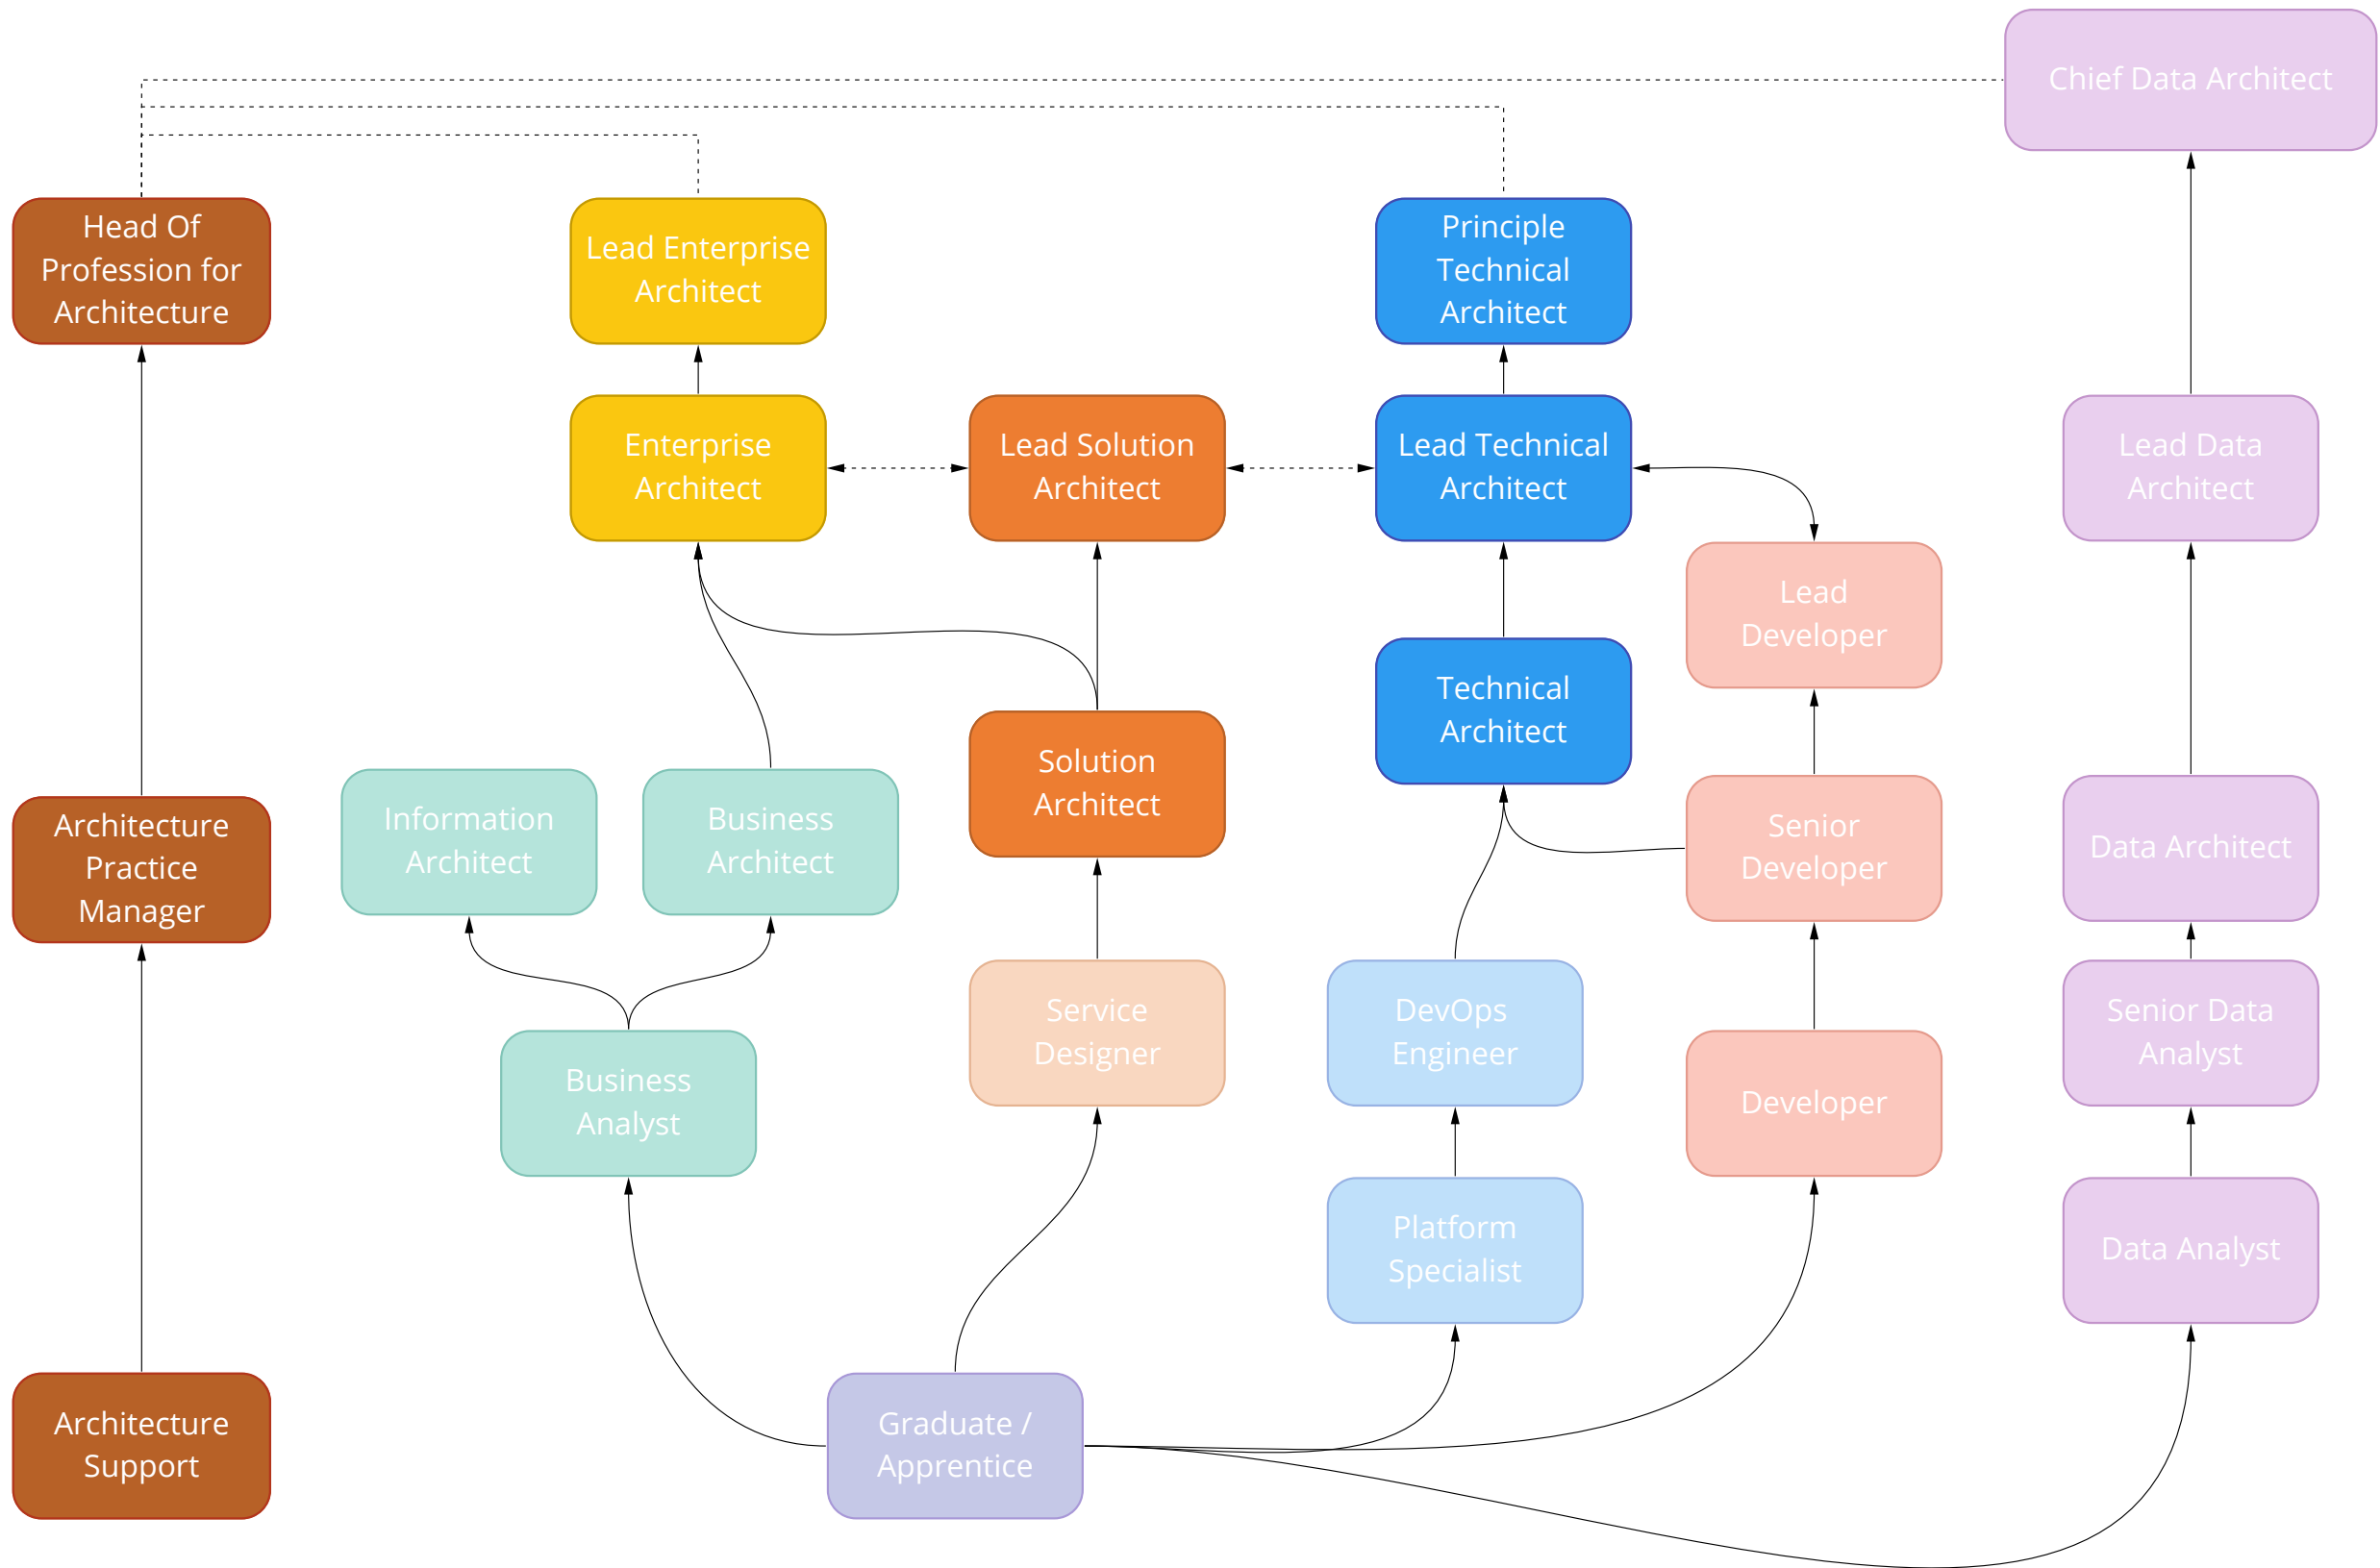 Chief Data Architect
Head Of
Profession for
Architecture
Lead Enterprise
Architect
Principle
Technical
Architect
Enterprise
Architect
Lead Solution
Architect
Lead Technical
Architect
Lead Data
Architect
Lead
Developer
Technical
Architect
Solution
Architect
Architecture
Practice
Manager
Information
Architect
Business
Architect
Senior
Developer
Data Architect
Service
Designer
DevOps
Engineer
Senior Data
Analyst
Business
Analyst
Developer
Platform
Specialist
Data Analyst
Architecture
Support
Graduate /
Apprentice